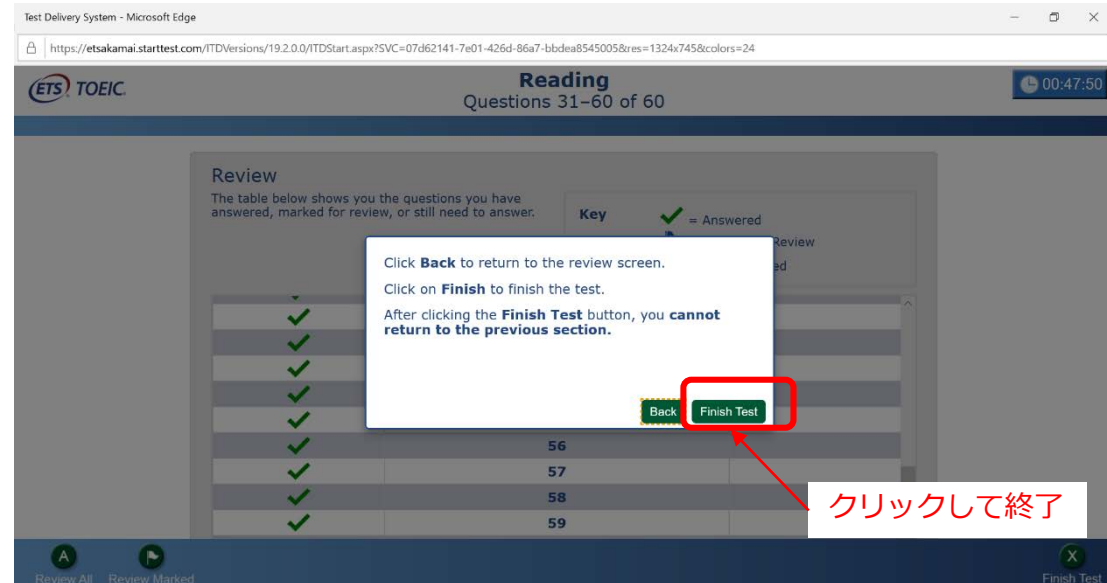 Test Delivery System - Microsoft Edge
https://etsakamai.starttest.com/ITDVersions/19.2.0.0/ITDStart.aspx?SVC=07d62141-7e01-426d-86a7-bbdea8545005&res=1324x745&colors=24
ETS TOEIC.
Reading
Questions 31–60 of 60
00:47:50
Review
The table below shows you the questions you have
answered, marked for review, or still need to answer.
Key
= Answered
Review
Click Back to return to the review screen.
Click on Finish to finish the test.
After clicking the Finish Test button, you cannot
return to the previous section.
Back
Finish Test
56
57
58
59
クリックして終了
A
Review All
Review Marked
X
Finish Test